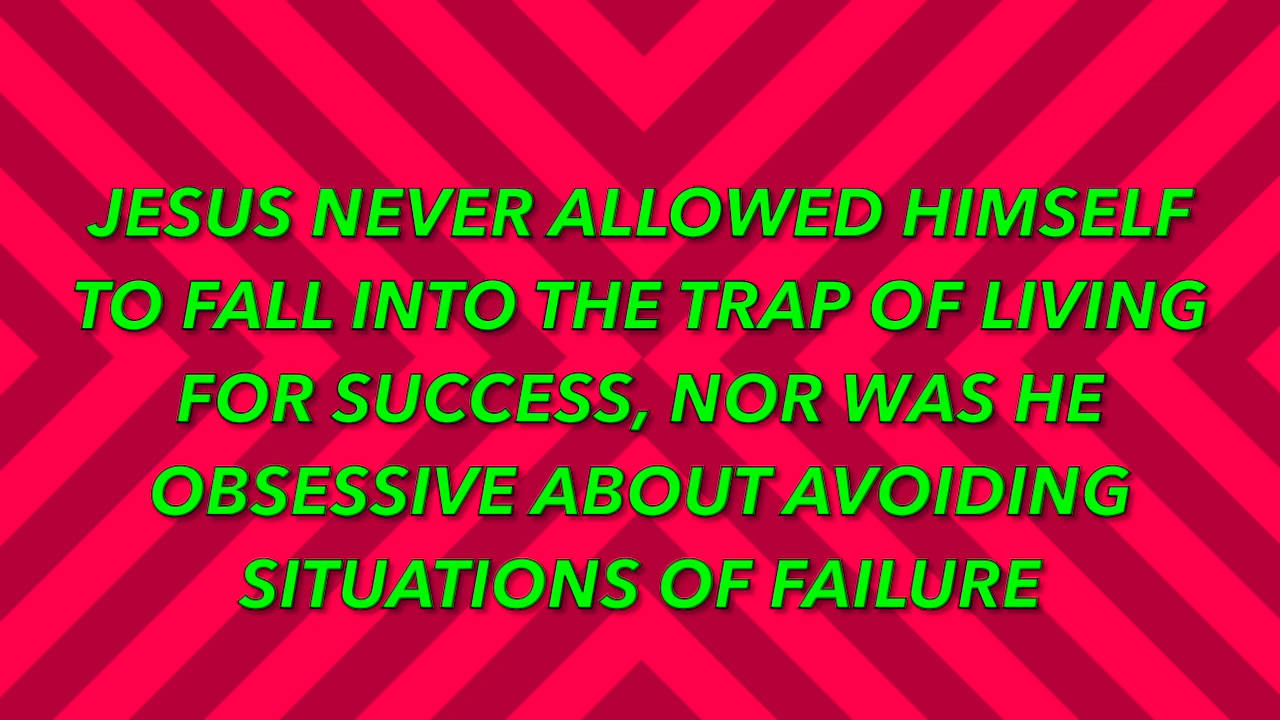 JESUS NEVER ALLOWED HIMSELF
TO FALL INTO THE TRAP OF LIVING
FOR SUCCESS, NOR WAS HE
OBSESSIVE ABOUT AVOIDING
SITUATIONS OF FAILURE